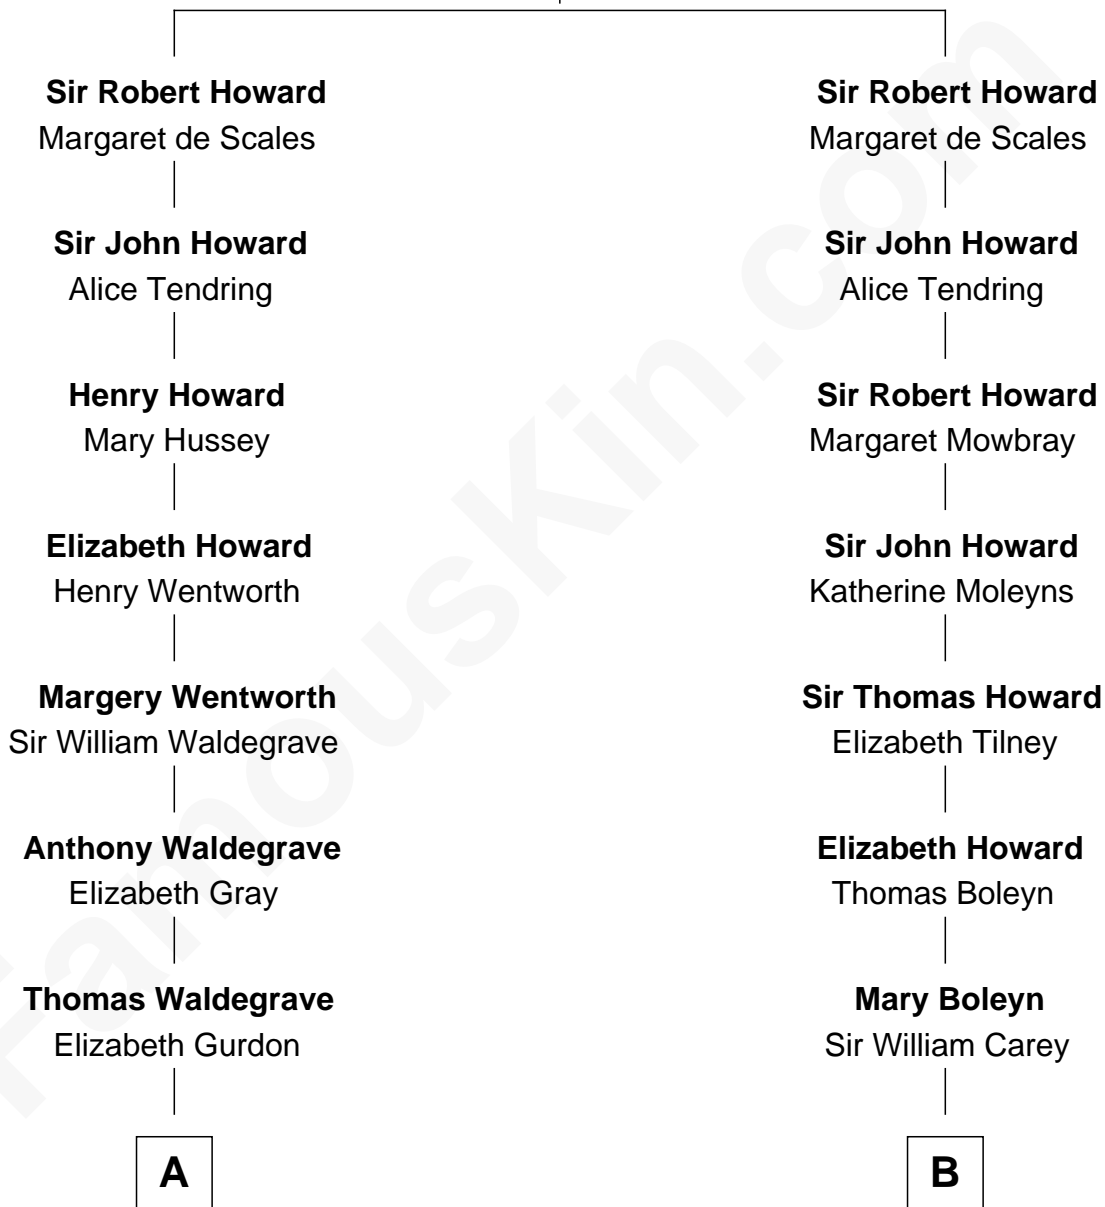 Sir Robert Howard
Margaret de Scales
Sir John Howard
Alice Tendring
Henry Howard
Mary Hussey
Elizabeth Howard
Henry Wentworth
Margery Wentworth
Sir William Waldegrave
Anthony Waldegrave
Elizabeth Gray
Thomas Waldegrave
Elizabeth Gurdon
A
Sir Robert Howard
Margaret de Scales
Sir John Howard
Alice Tendring
Sir Robert Howard
Margaret Mowbray
Sir John Howard
Katherine Moleyns
Sir Thomas Howard
Elizabeth Tilney
Elizabeth Howard
Thomas Boleyn
Mary Boleyn
Sir William Carey
B
FamousKin.com